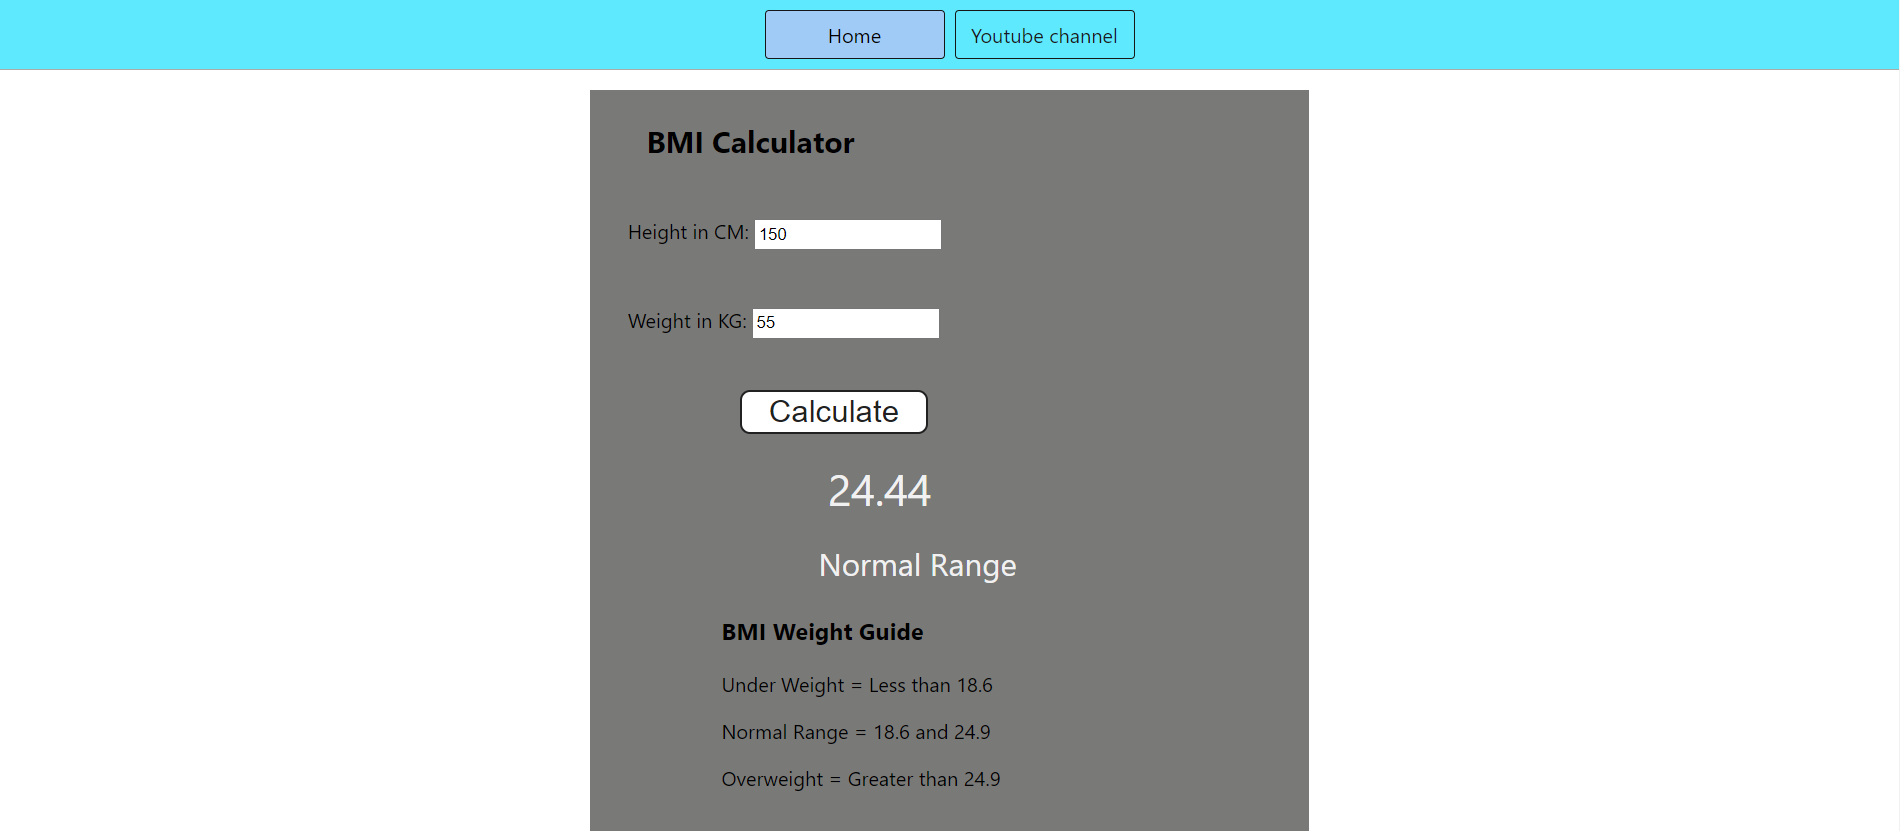 Home Youtube channel
BMI Calculator
Height in CM: 150
Weight in KG: 55
Calculate
24.44
Normal Range
BMI Weight Guide
Under Weight = Less than 18.6
Normal Range = 18.6 and 24.9
Overweight = Greater than 24.9